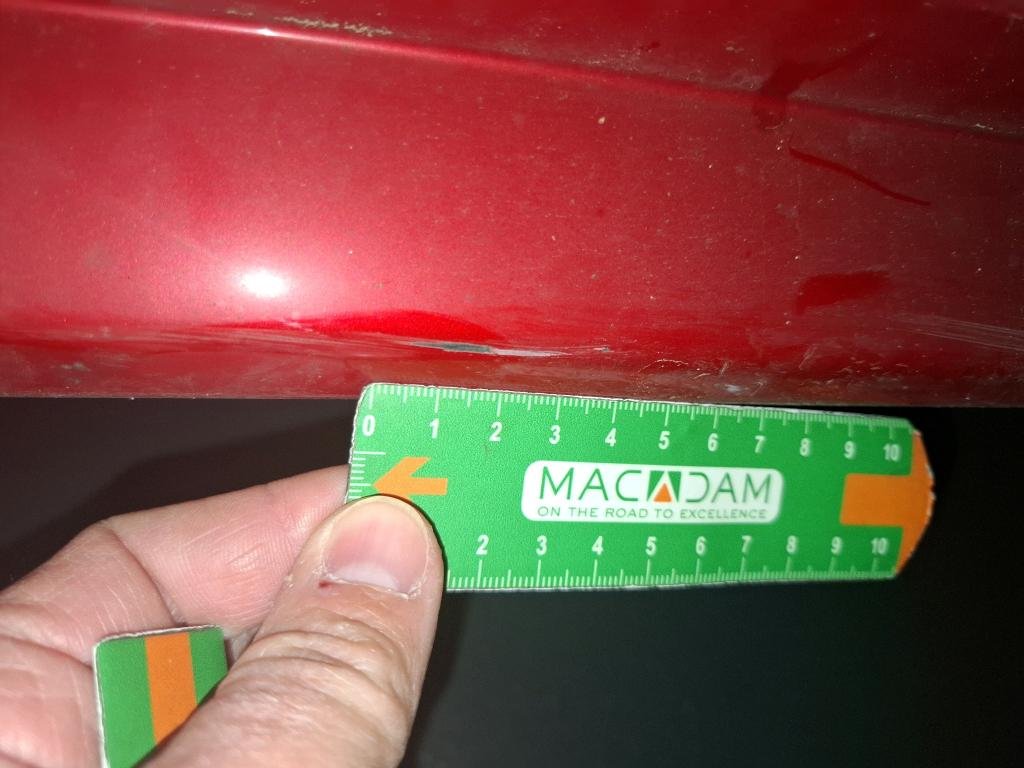 0 1 2 3 4 5 6 7 8 9 10
MACADAM
ON THE ROAD TO EXCELLENCE
2 3 4 5 6 7 8 9 10